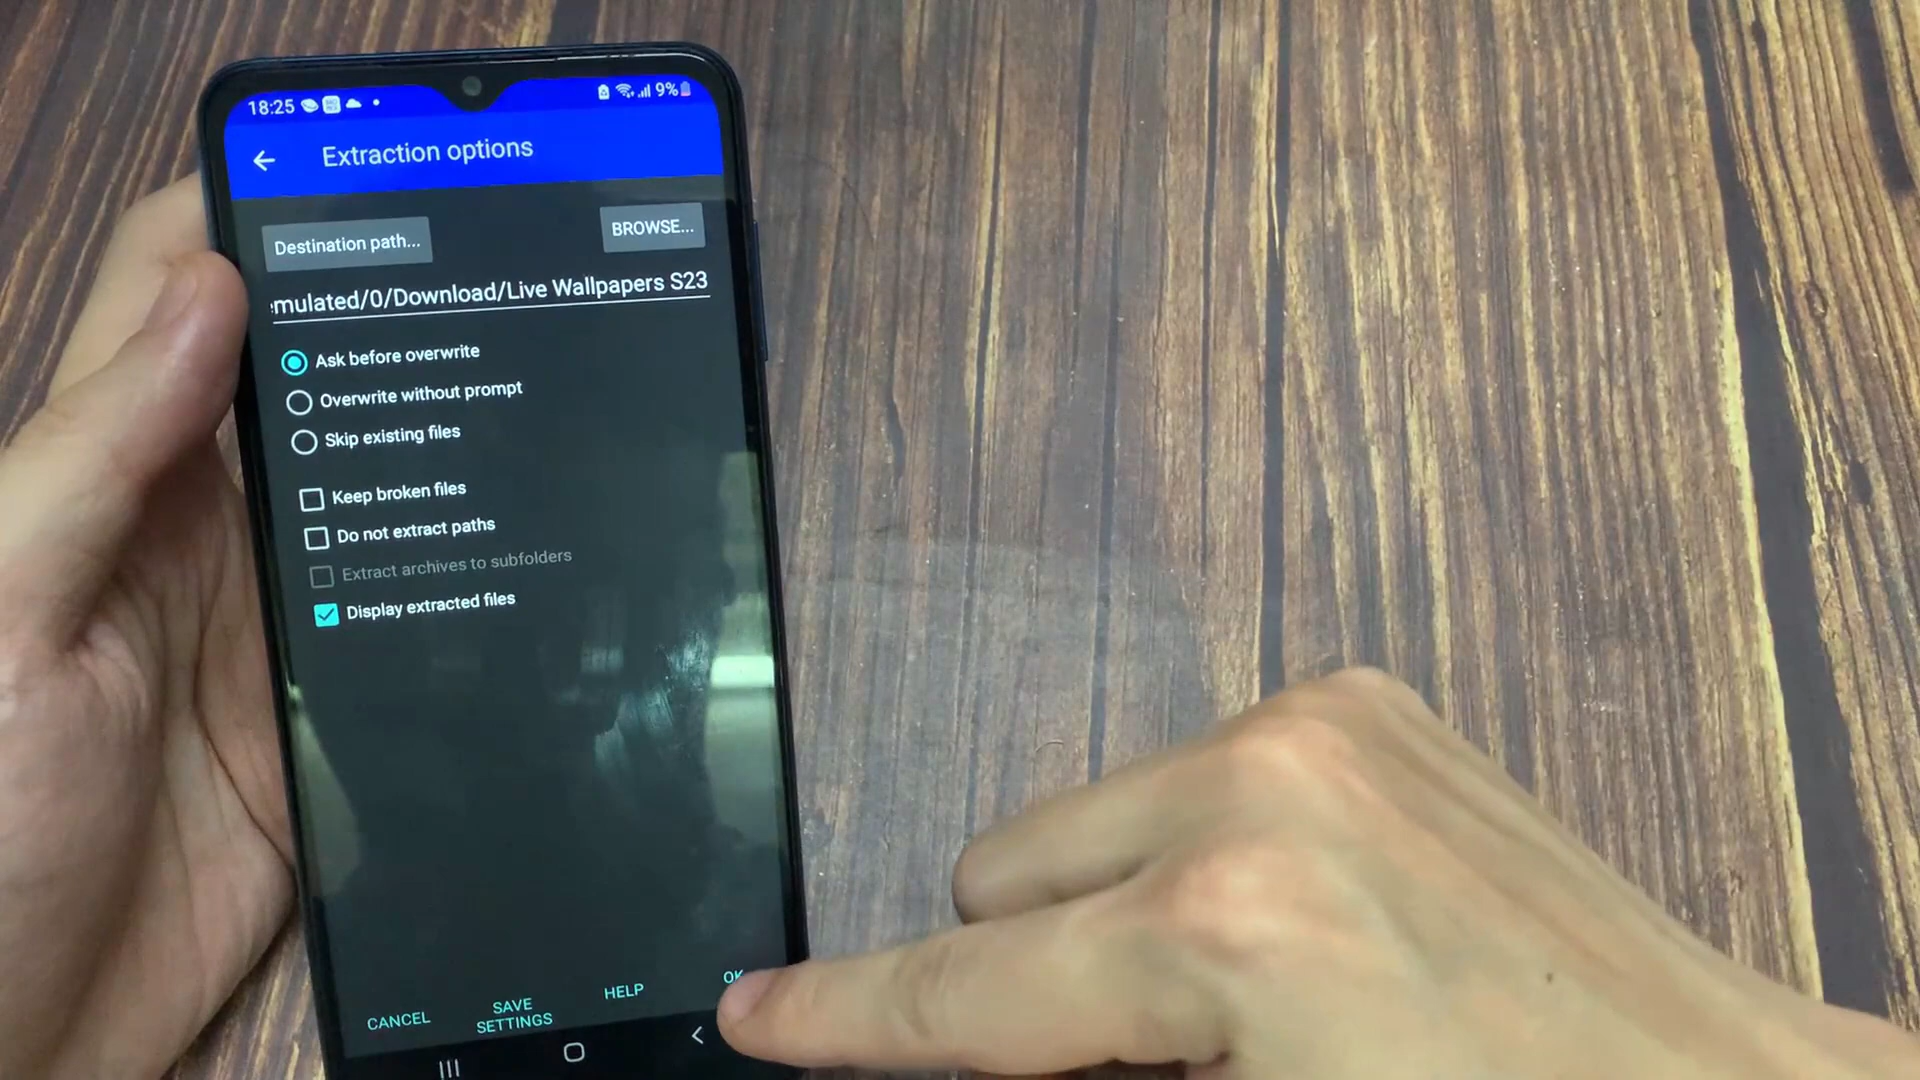 18:25
9%
Extraction options
Destination path...
BROWSE...
mulated/0/Download/Live Wallpapers S23
Ask before overwrite
Overwrite without prompt
Skip existing files
Keep broken files
Do not extract paths
Extract archives to subfolders
Display extracted files
CANCEL
SAVE
SETTINGS
HELP
OK